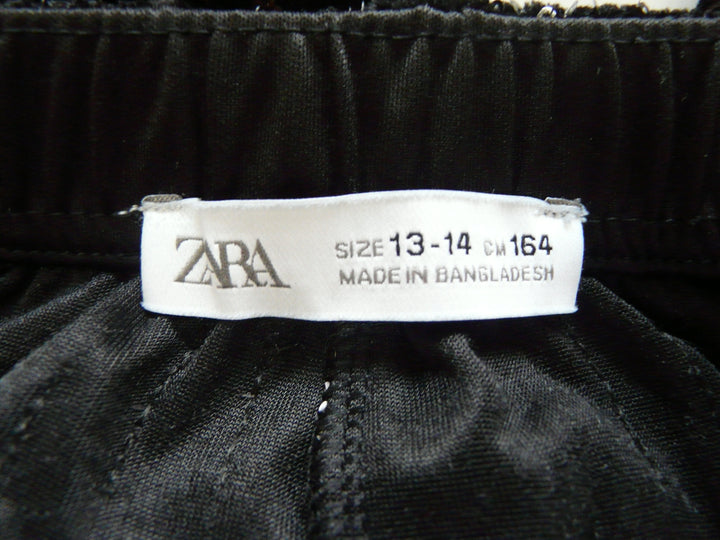 ZARA
SIZE 13-14 CM 164
MADE IN BANGLADESH